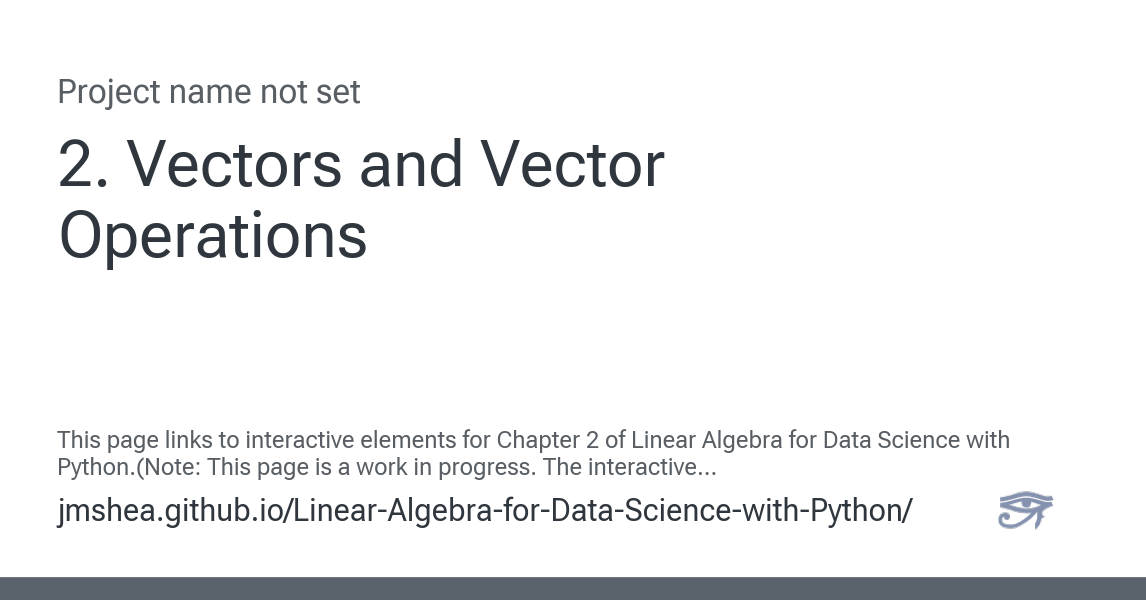 Project name not set
2. Vectors and Vector
Operations
This page links to interactive elements for Chapter 2 of Linear Algebra for Data Science with
Python.(Note: This page is a work in progress. The interactive...
jmshea.github.io/Linear-Algebra-for-Data-Science-with-Python/